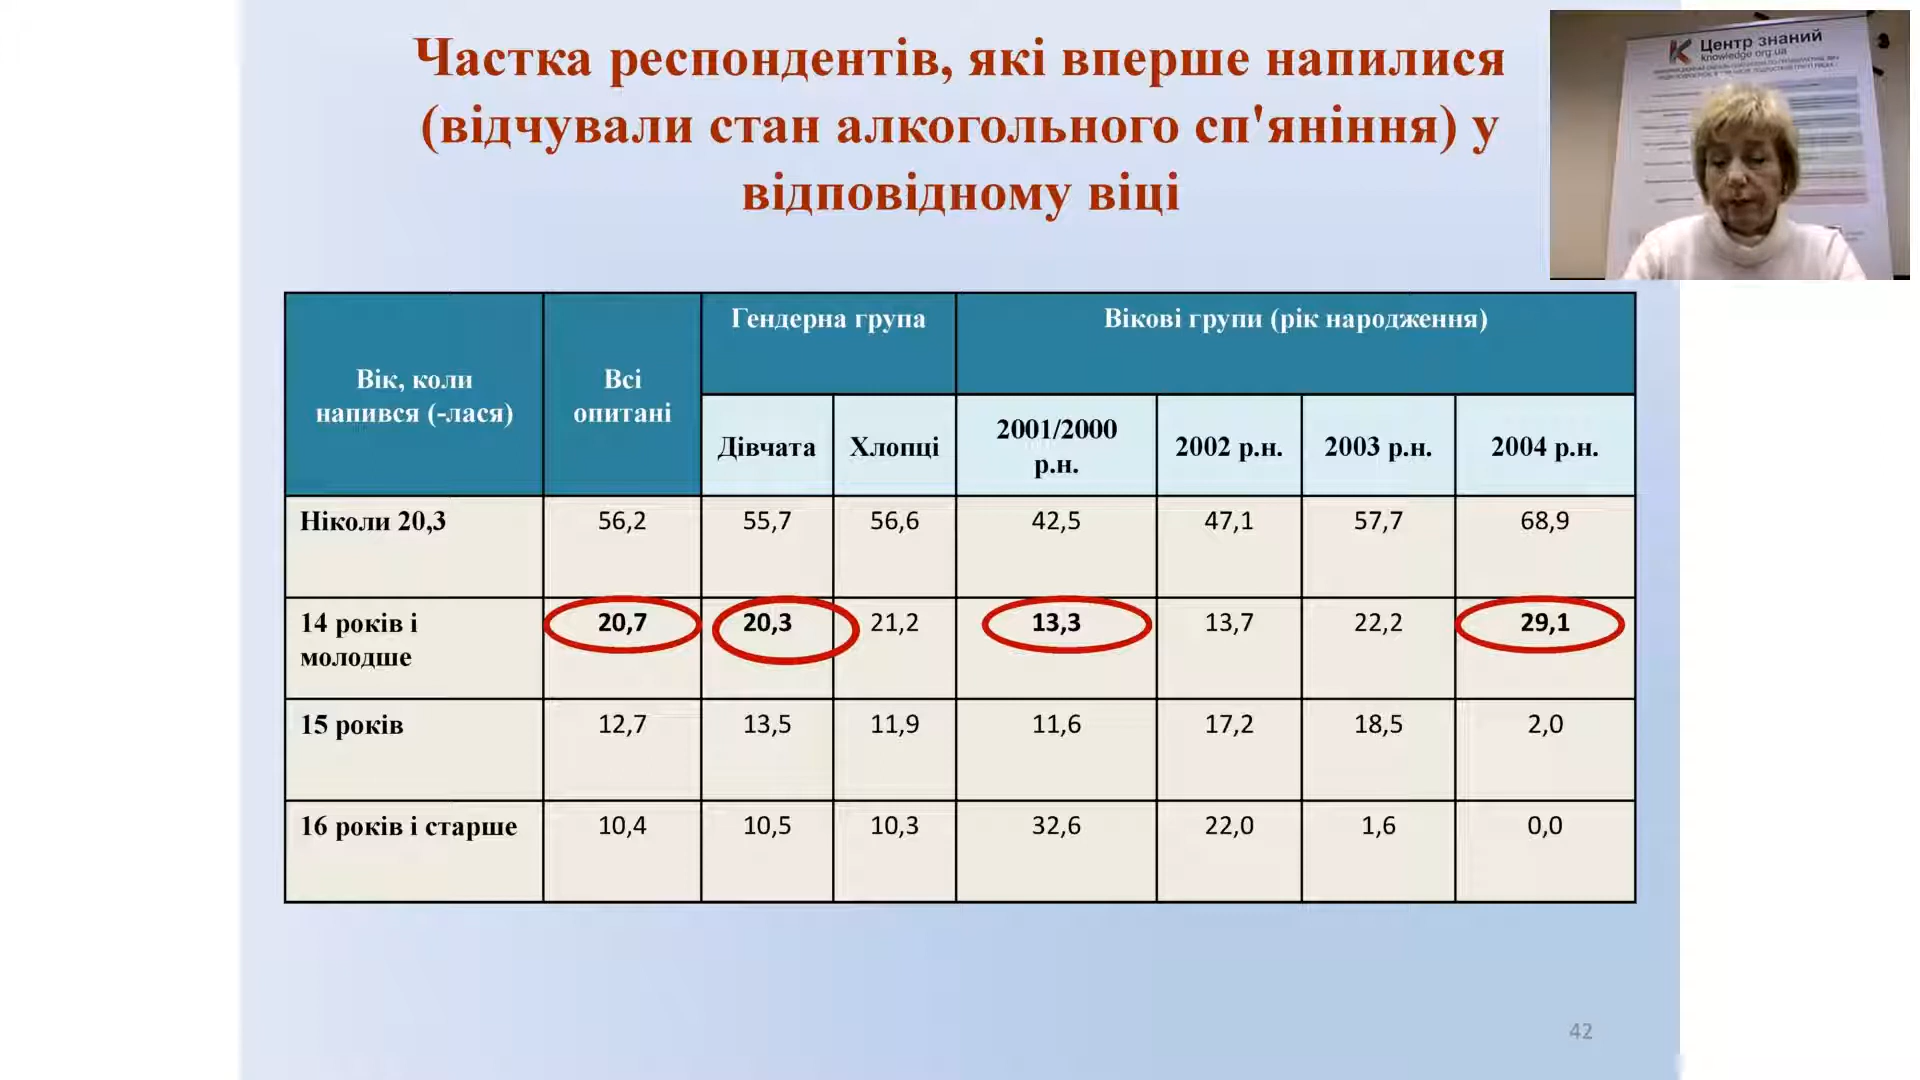 Частка респондентів, які вперше напилися
(відчували стан алкогольного сп'яніння) у
відповідному віці
Центр знаний
knowledge.org.ua
Вік, коли
напився (-лася)
Всі
опитані
Гендерна група
Вікові групи (рік народження)
Дівчата
Хлопці
2001/2000
р.н.
2002 р.н.
2003 р.н.
2004 р.н.
Ніколи 20,3
56,2
55,7
56,6
42,5
47,1
57,7
68,9
14 років і
молодше
20,7
20,3
21,2
13,3
13,7
22,2
29,1
15 років
12,7
13,5
11,9
11,6
17,2
18,5
2,0
16 років і старше
10,4
10,5
10,3
32,6
22,0
1,6
0,0
42